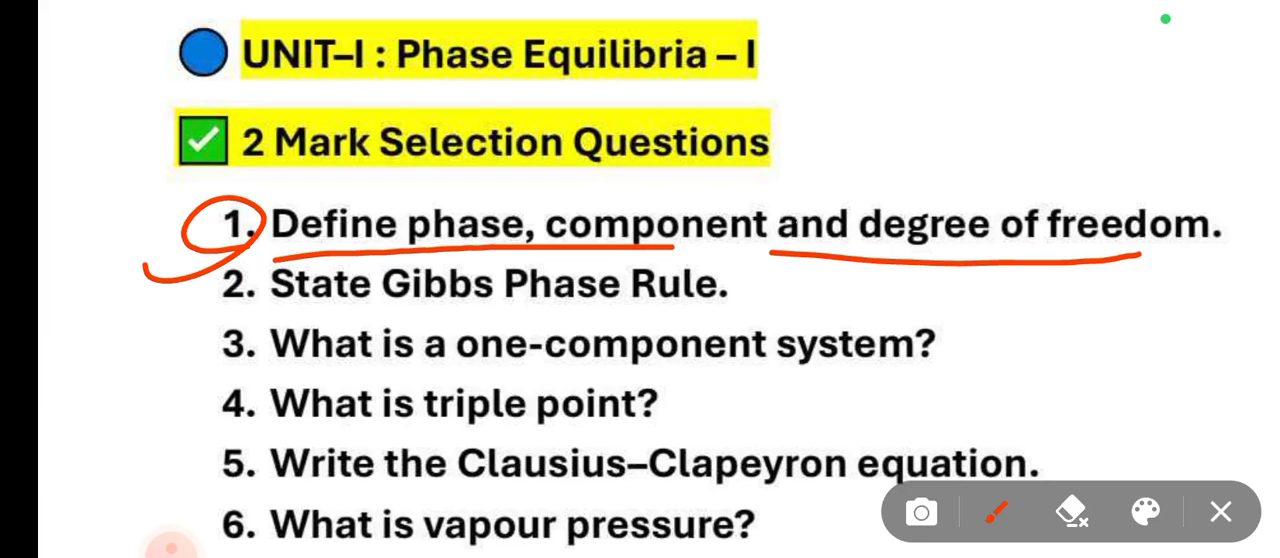 UNIT–I : Phase Equilibria – I
2 Mark Selection Questions
1. Define phase, component and degree of freedom.
2. State Gibbs Phase Rule.
3. What is a one-component system?
4. What is triple point?
5. Write the Clausius–Clapeyron equation.
6. What is vapour pressure?